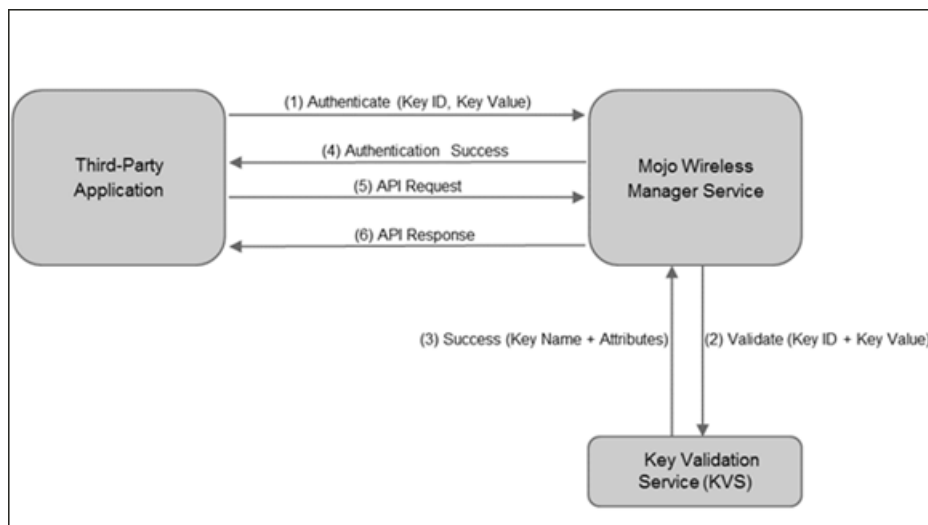 (1) Authenticate (Key ID, Key Value)
Third-Party
Application
(4) Authentication Success
(5) API Request
(6) API Response
Mojo Wireless
Manager Service
(3) Success (Key Name + Attributes)
(2) Validate (Key ID + Key Value)
Key Validation
Service (KVS)